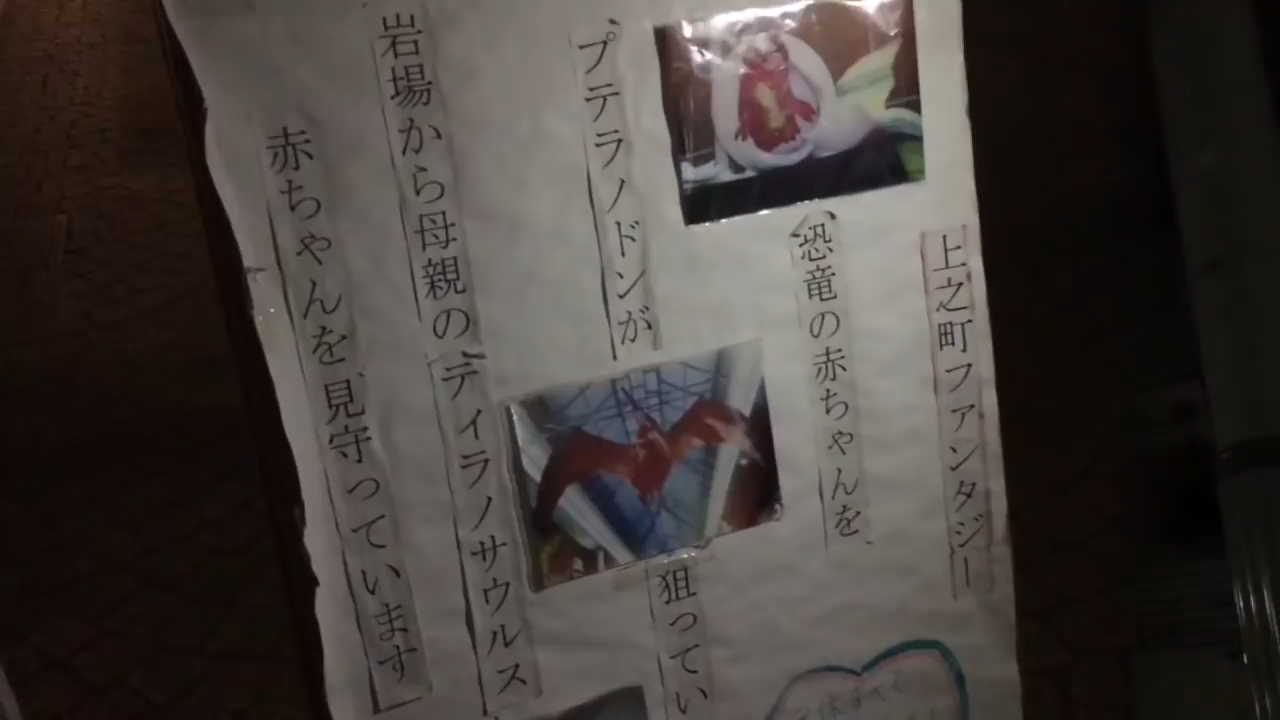 上之町ファンタジー
恐竜の赤ちゃんを、
プテラノドンが
狙ってい
岩場から母親のティラノサウルス
赤ちゃんを見守っています